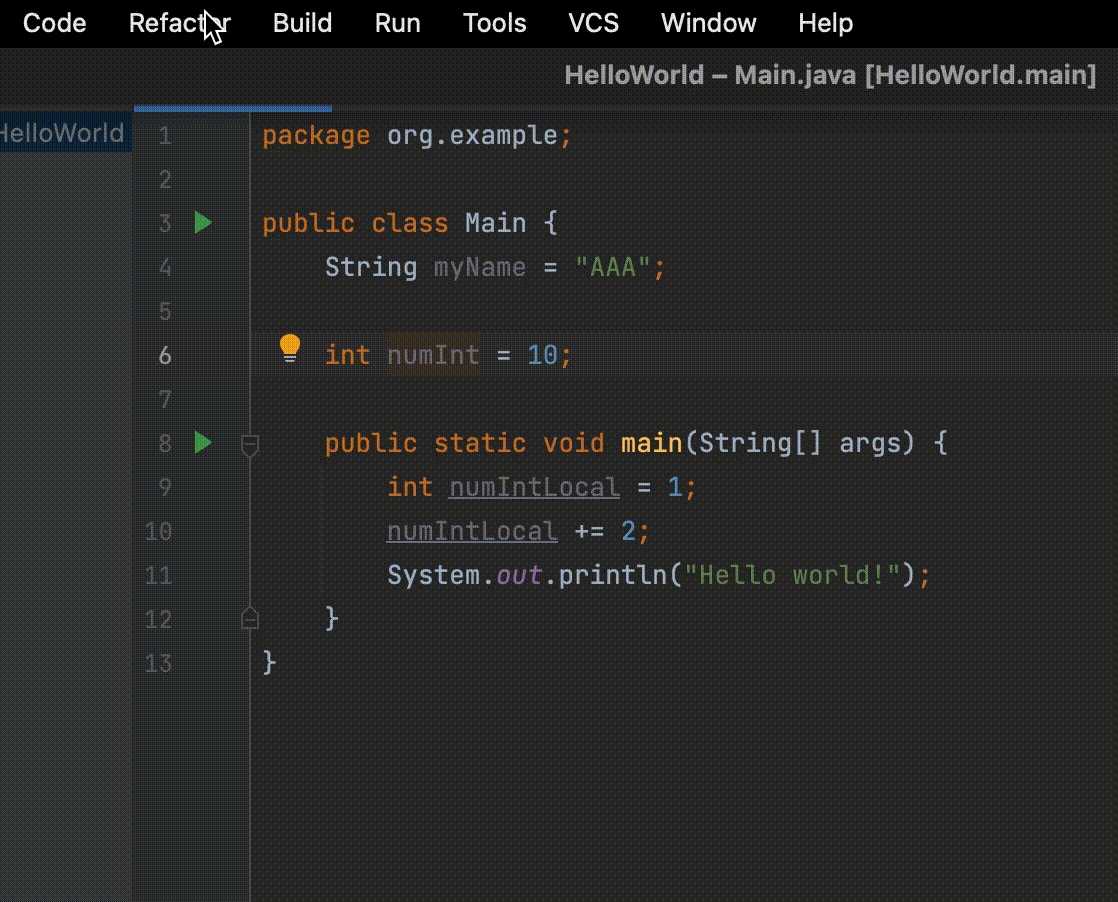 Code Refactor Build Run Tools VCS Window Help
HelloWorld – Main.java [HelloWorld.main]
HelloWorld
1 package org.example;
2
3 public class Main {
4 String myName = "AAA";
5
6 int numInt = 10;
7
8 public static void main(String[] args) {
9 int numIntLocal = 1;
10 numIntLocal += 2;
11 System.out.println("Hello world!");
12 }
13 }